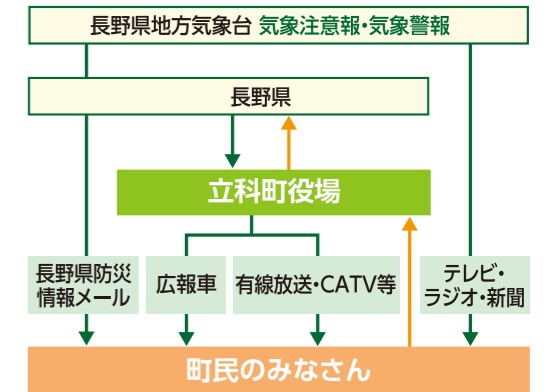 長野県地方気象台 気象注意報・気象警報
長野県
立科町役場
長野県防災
情報メール
広報車
有線放送・CATV等
テレビ・
ラジオ・新聞
町民のみなさん